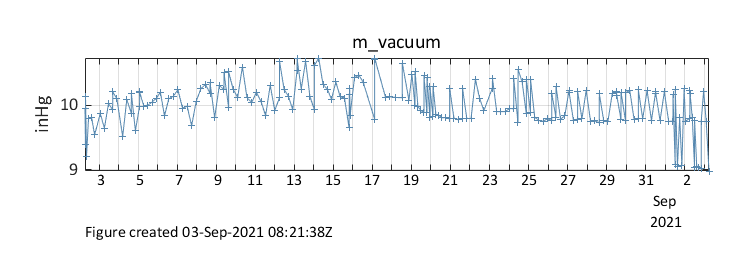 m_vacuum
inHg
10
9
3 5 7 9 11 13 15 17 19 21 23 25 27 29 31 2
Sep
2021
Figure created 03-Sep-2021 08:21:38Z